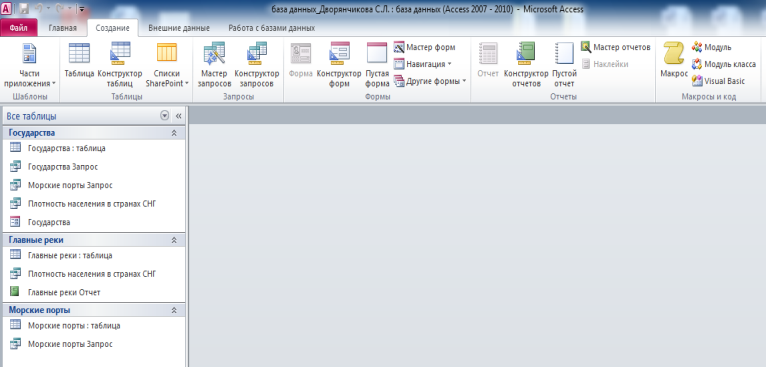 база данных_Дворянчикова С.Л. : база данных (Access 2007 - 2010) - Microsoft Access
Файл Главная Создание Внешние данные Работа с базами данных
Части приложения
Таблица
Конструктор таблиц
Списки SharePoint
Мастер запросов
Конструктор запросов
Форма
Конструктор форм
Пустая форма
Мастер форм
Навигация
Другие формы
Отчет
Конструктор отчетов
Пустой отчет
Мастер отчетов
Наклейки
Макрос
Модуль
Модуль класса
Visual Basic
Шаблоны Таблицы Запросы Формы Отчеты Макросы и код
Все таблицы
Государства
Государства : таблица
Государства Запрос
Морские порты Запрос
Плотность населения в странах СНГ
Государства
Главные реки
Главные реки : таблица
Плотность населения в странах СНГ
Главные реки Отчет
Морские порты
Морские порты : таблица
Морские порты Запрос